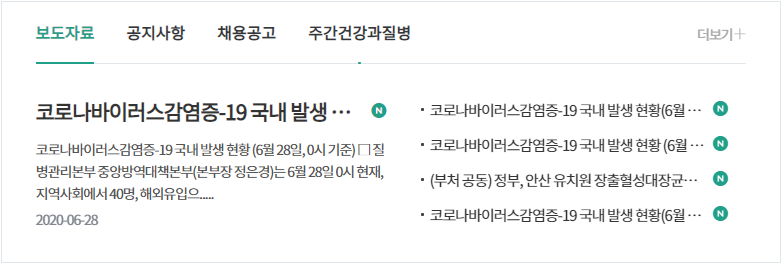 보도자료 공지사항 채용공고 주간건강과질병 더보기+
코로나바이러스감염증-19 국내 발생 … N
코로나바이러스감염증-19 국내 발생 현황 (6월 28일, 0시 기준) □ 질
병관리본부 중앙방역대책본부(본부장 정은경)는 6월 28일 0시 현재,
지역사회에서 40명, 해외유입으.....
2020-06-28
· 코로나바이러스감염증-19 국내 발생 현황(6월 … N
· 코로나바이러스감염증-19 국내 발생 현황 (6월 … N
· (부처 공동) 정부, 안산 유치원 장출혈성대장균… N
· 코로나바이러스감염증-19 국내 발생 현황(6월 … N